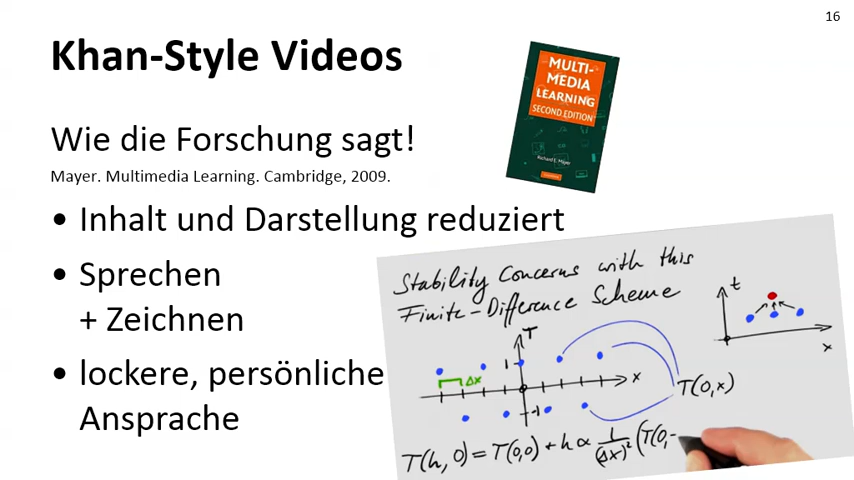 16
Khan-Style Videos
Wie die Forschung sagt!
Mayer. Multimedia Learning. Cambridge, 2009.
• Inhalt und Darstellung reduziert
• Sprechen
+ Zeichnen
• lockere, persönliche
Ansprache
MULTI-
MEDIA
LEARNING
SECOND EDITION
Richard E. Mayer
Stability Concerns with this
Finite-Difference Scheme
t
x
T
1
Δx
x
-1
T(0,x)
T(h,0) = T(0,0) + h α 1/(Δx)² (T(0,-